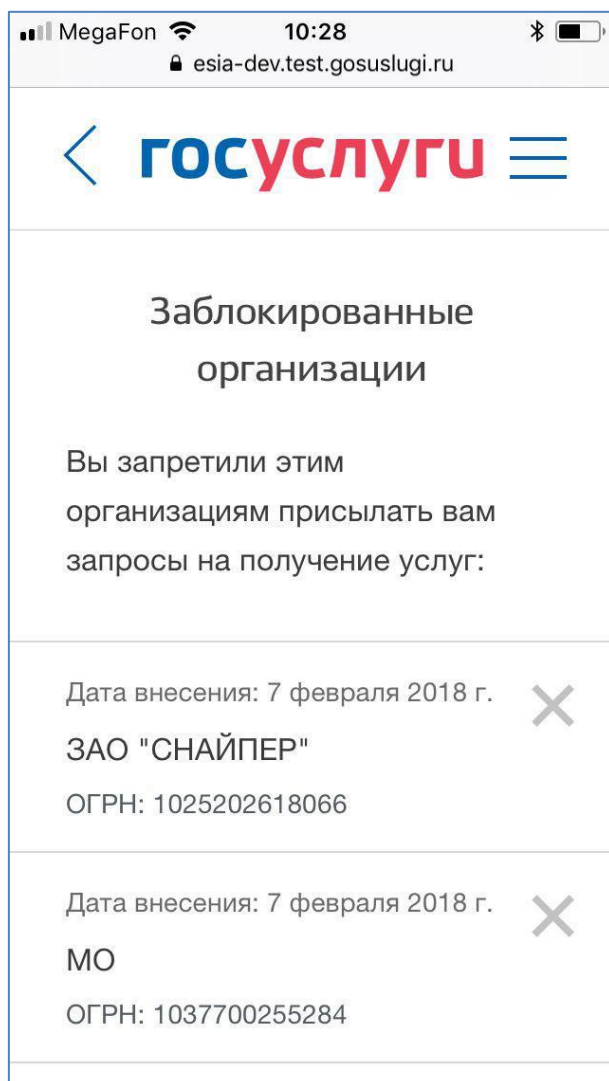 MegaFon 10:28
esia-dev.test.gosuslugi.ru
госуслуги
Заблокированные
организации
Вы запретили этим
организациям присылать вам
запросы на получение услуг:
Дата внесения: 7 февраля 2018 г.
ЗАО "СНАЙПЕР"
ОГРН: 1025202618066
Дата внесения: 7 февраля 2018 г.
МО
ОГРН: 1037700255284